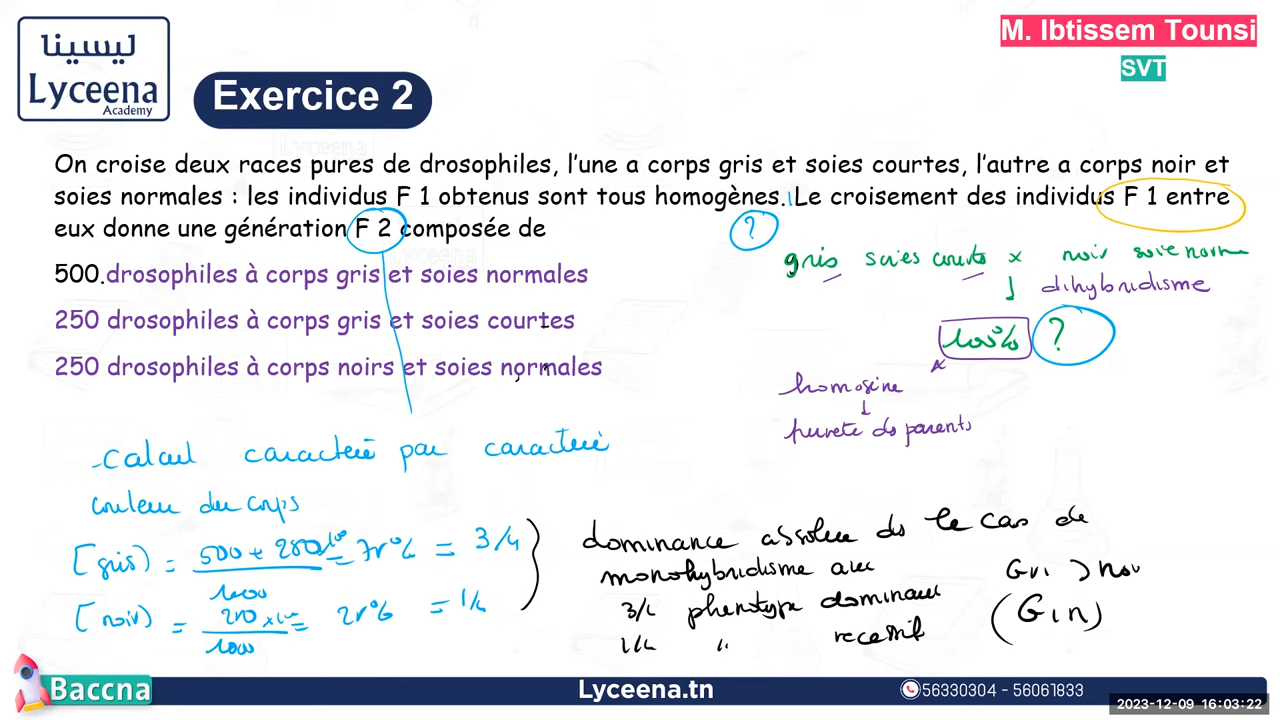 ليسينا
Lyceena
Academy
M. Ibtissem Tounsi
SVT
Exercice 2
On croise deux races pures de drosophiles, l'une a corps gris et soies courtes, l'autre a corps noir et
soies normales : les individus F 1 obtenus sont tous homogènes. Le croisement des individus F 1 entre
eux donne une génération F 2 composée de
500.drosophiles à corps gris et soies normales
250 drosophiles à corps gris et soies courtes
250 drosophiles à corps noirs et soies normales
?
gris soies courts x noir soie norm
dihybridisme
100% ?
homogène
pureté ds parents
- calcul caractère par caractère
couleur du corps
[gris) = 500 + 250 x100 / 1000 = 75% = 3/4
[noir) = 250 x100 / 1000 = 25% = 1/4
dominance absolue ds le cas de
monohybridisme avec
3/4 phenotype dominant
1/4 " recessif
Gri > noi
(G, n)
Baccna
Lyceena.tn
56330304 - 56061833
2023-12-09 16:03:22